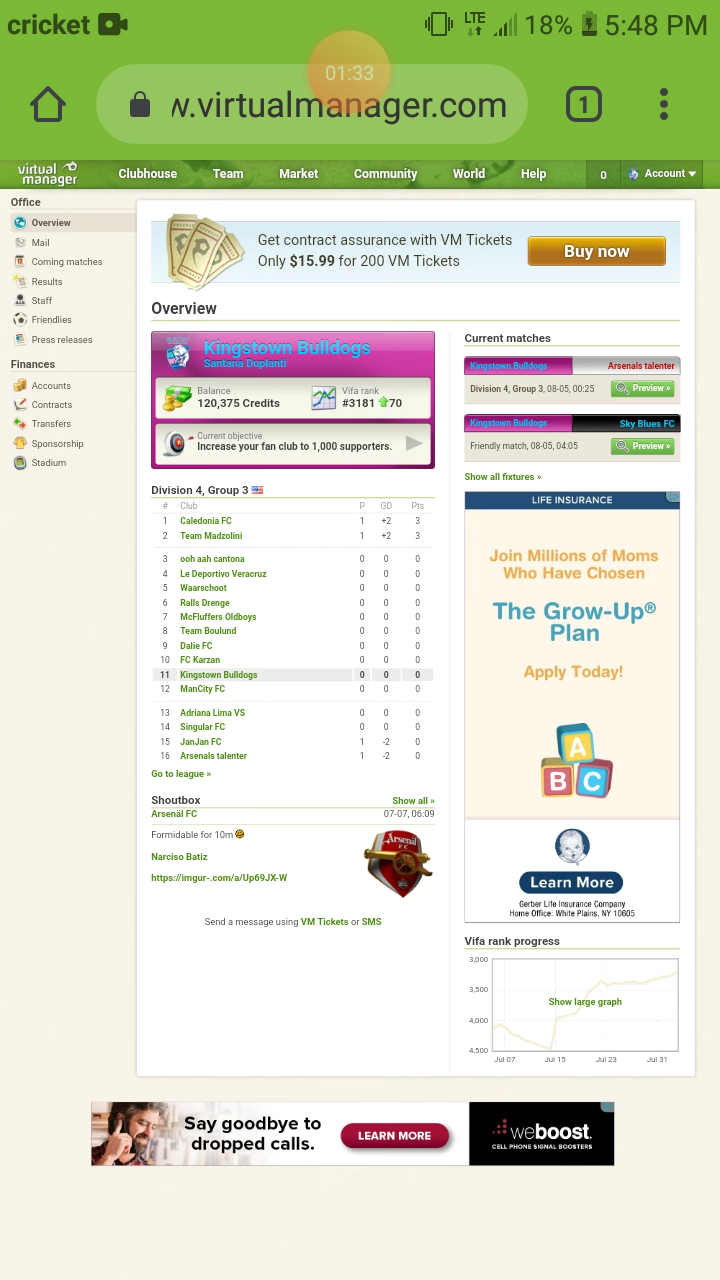 cricket LTE 18% 5:48 PM
01:33
w.virtualmanager.com 1
virtual manager Clubhouse Team Market Community World Help 0 Account
Office
Overview
Mail
Coming matches
Results
Staff
Friendlies
Press releases
Finances
Accounts
Contracts
Transfers
Sponsorship
Stadium
Get contract assurance with VM Tickets
Only $15.99 for 200 VM Tickets
Buy now
Overview
Kingstown Bulldogs
Santana Duplanti
Balance
120,375 Credits
Vifa rank
#3181 70
Current objective
Increase your fan club to 1,000 supporters.
Division 4, Group 3
# Club P GD Pts
1 Caledonia FC 1 +2 3
2 Team Madzolini 1 +2 3
3 ooh aah cantona 0 0 0
4 Le Deportivo Veracruz 0 0 0
5 Waarschoot 0 0 0
6 Ralls Drenge 0 0 0
7 McFluffers Oldboys 0 0 0
8 Team Boulund 0 0 0
9 Dalie FC 0 0 0
10 FC Karzan 0 0 0
11 Kingstown Bulldogs 0 0 0
12 ManCity FC 0 0 0
13 Adriana Lima VS 0 0 0
14 Singular FC 0 0 0
15 JanJan FC 1 -2 0
16 Arsenals talenter 1 -2 0
Go to league »
Shoutbox Show all »
Arsenäl FC 07-07, 06:09
Formidable for 10m
Narciso Batiz
https://imgur-.com/a/Up69JX-W
Arsenal
FC
Send a message using VM Tickets or SMS
Current matches
Kingstown Bulldogs Arsenals talenter
Division 4, Group 3, 08-05, 00:25 Preview »
Kingstown Bulldogs Sky Blues FC
Friendly match, 08-05, 04:05 Preview »
Show all fixtures »
LIFE INSURANCE
Join Millions of Moms
Who Have Chosen
The Grow-Up®
Plan
Apply Today!
A
B C
Learn More
Gerber Life Insurance Company
Home Office: White Plains, NY 10605
Vifa rank progress
3,000
3,500
4,000
4,500
Show large graph
Jul 07 Jul 15 Jul 23 Jul 31
Say goodbye to
dropped calls.
LEARN MORE
weboost.
CELL PHONE SIGNAL BOOSTERS